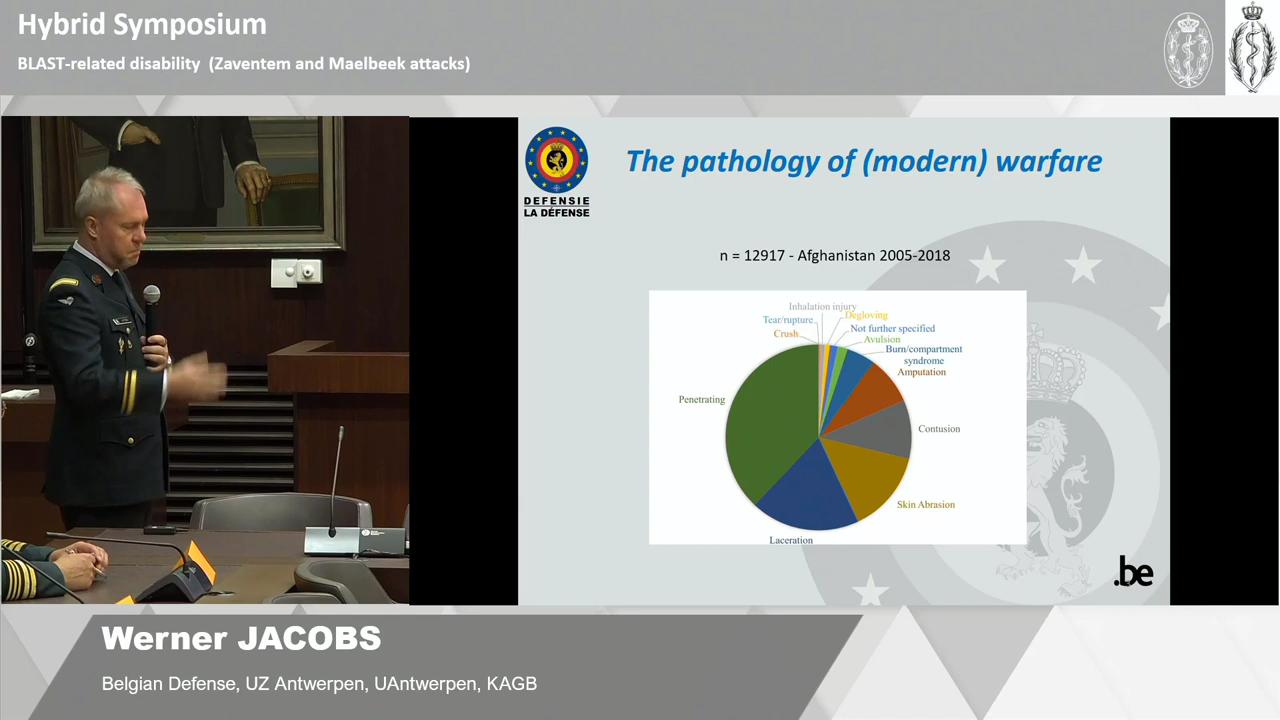 Hybrid Symposium
BLAST-related disability (Zaventem and Maelbeek attacks)
DEFENSIE
LA DÉFENSE
The pathology of (modern) warfare
n = 12917 - Afghanistan 2005-2018
Inhalation injury
Degloving
Tear/rupture
Not further specified
Crush
Avulsion
Burn/compartment
syndrome
Amputation
Penetrating
Contusion
Skin Abrasion
Laceration
.be
Werner JACOBS
Belgian Defense, UZ Antwerpen, UAntwerpen, KAGB